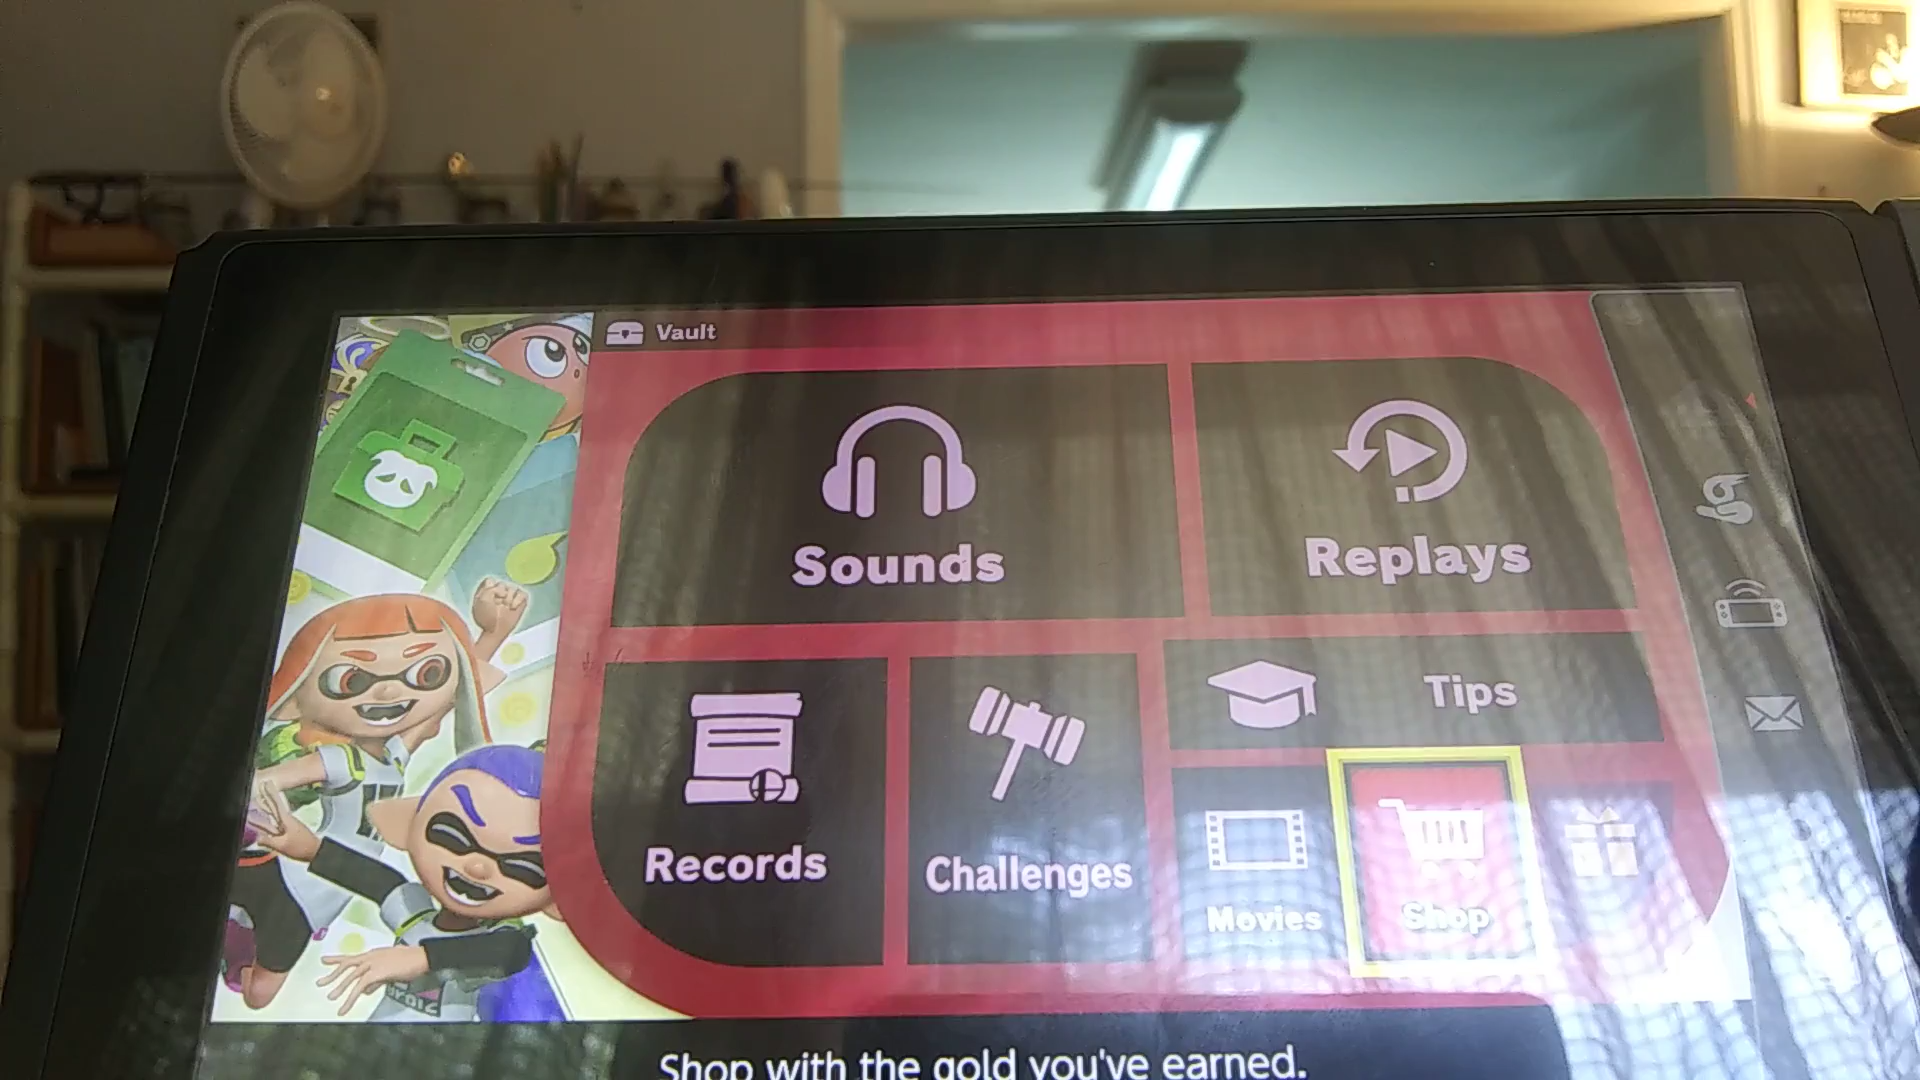 Vault
Sounds
Replays
Records
Challenges
Tips
Movies
Shop
Shop with the gold you've earned.